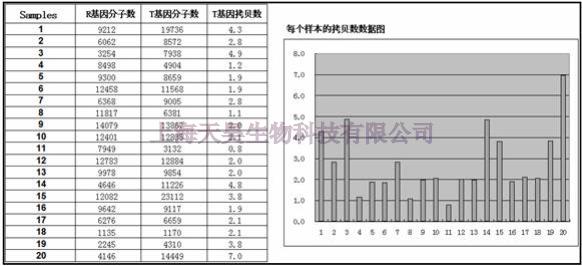 Samples R基因分子数 T基因分子数 T基因拷贝数
1 9212 19736 4.3
2 6062 8572 2.8
3 3254 7938 4.9
4 8498 4904 1.2
5 9300 8659 1.9
6 12458 11568 1.9
7 6368 9005 2.8
8 11817 6381 1.1
9 14079 13867 2.0
10 12401 12835 2.1
11 7949 3132 0.8
12 12783 12884 2.0
13 9978 9854 2.0
14 4646 11226 4.8
15 12082 23112 3.8
16 9642 9117 1.9
17 6276 6659 2.1
18 1135 1170 2.1
19 2245 4310 3.8
20 4146 14449 7.0
每个样本的拷贝数数据图
8.0
7.0
6.0
5.0
4.0
3.0
2.0
1.0
0.0
1 2 3 4 5 6 7 8 9 10 11 12 13 14 15 16 17 18 19 20
上海天昊生物科技有限公司